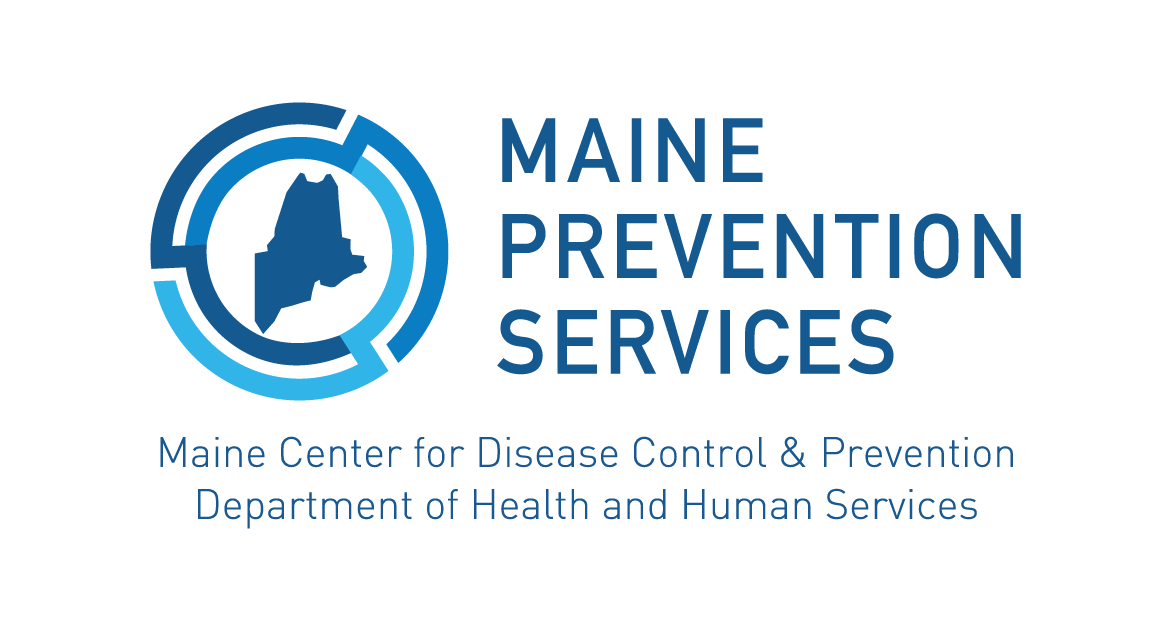 MAINE
PREVENTION
SERVICES
Maine Center for Disease Control & Prevention
Department of Health and Human Services